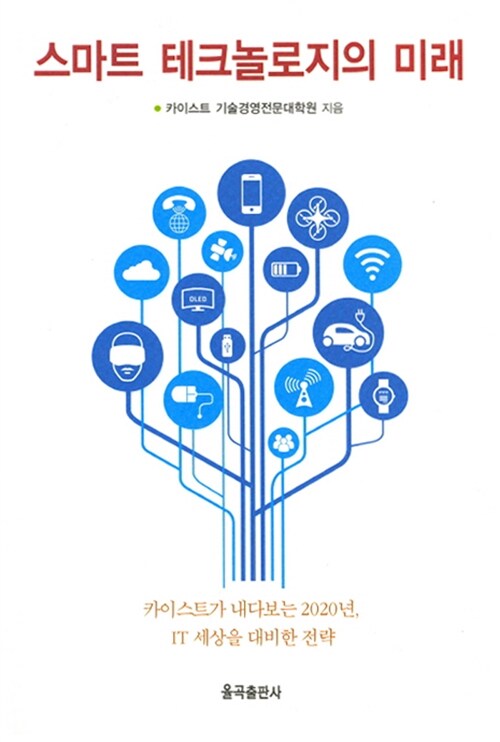 스마트 테크놀로지의 미래
카이스트 기술경영전문대학원 지음
OLED
카이스트가 내다보는 2020년,
IT 세상을 대비한 전략
율곡출판사